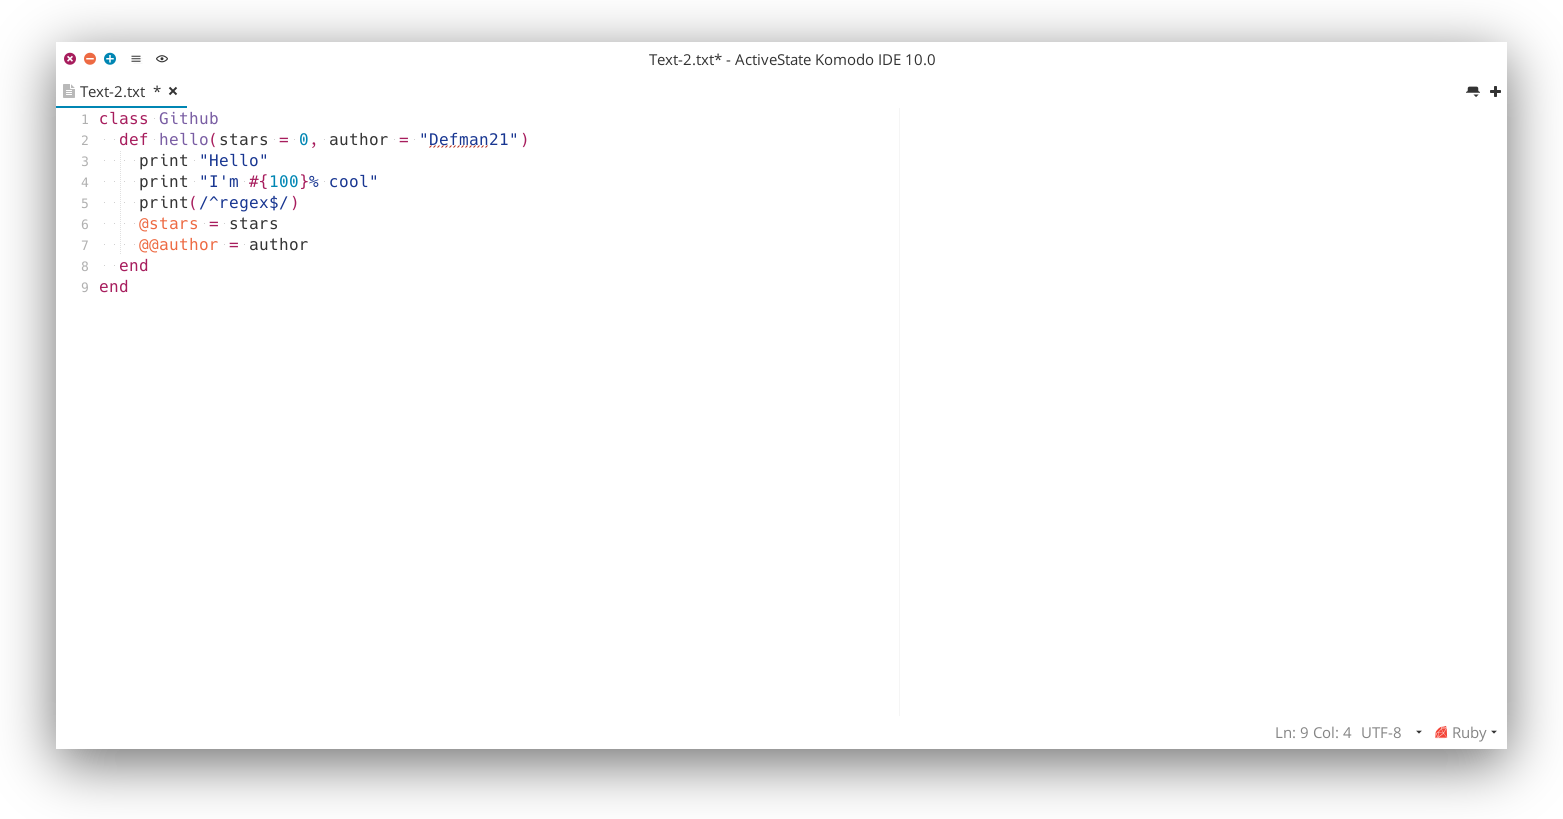 Text-2.txt* - ActiveState Komodo IDE 10.0
Text-2.txt *
1 class Github
2   def hello(stars = 0, author = "Defman21")
3     print "Hello"
4     print "I'm #{100}% cool"
5     print(/^regex$/)
6     @stars = stars
7     @@author = author
8   end
9 end
Ln: 9 Col: 4 UTF-8 Ruby